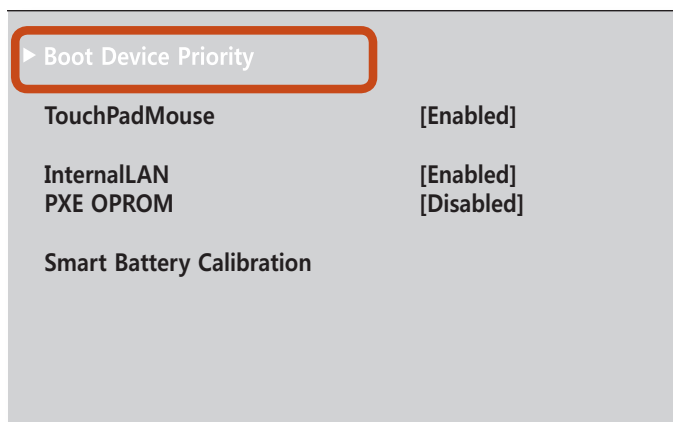 Boot Device Priority
TouchPadMouse [Enabled]
InternalLAN [Enabled]
PXE OPROM [Disabled]
Smart Battery Calibration